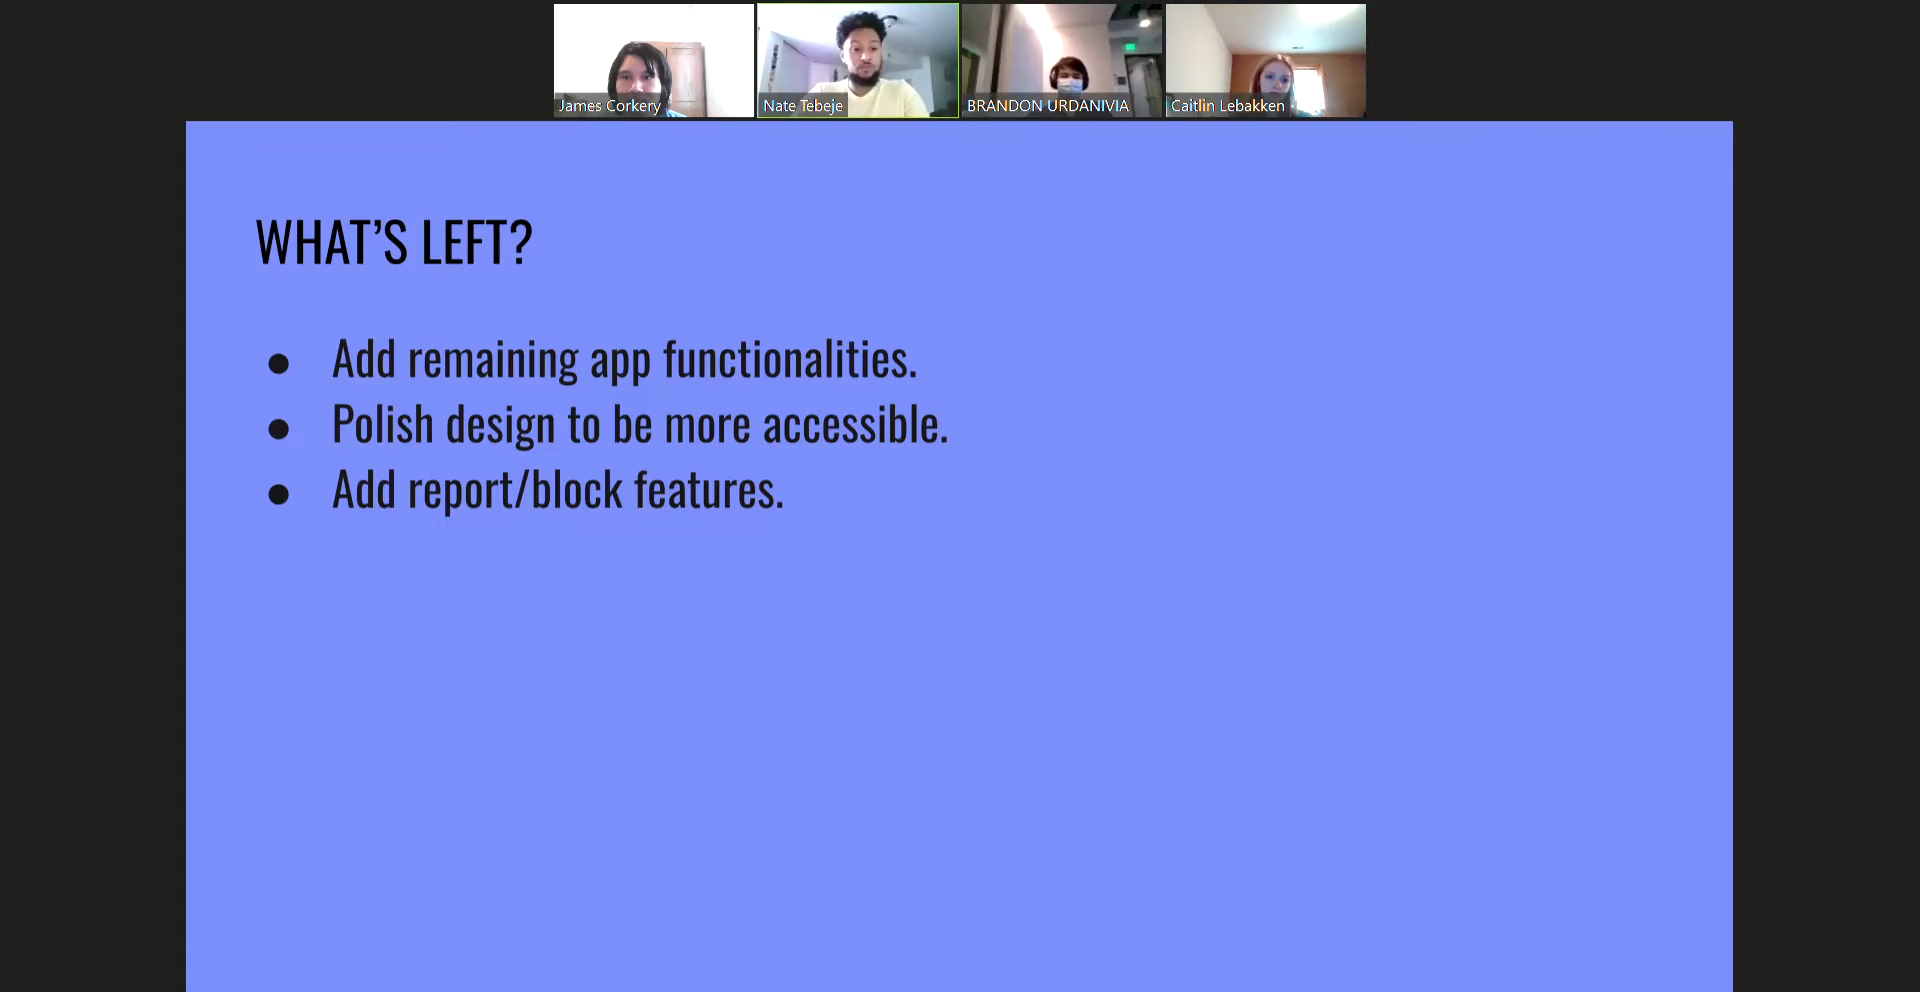 James Corkery
Nate Tebeje
BRANDON URDANIVIA
Caitlin Lebakken
WHAT’S LEFT?
● Add remaining app functionalities.
● Polish design to be more accessible.
● Add report/block features.